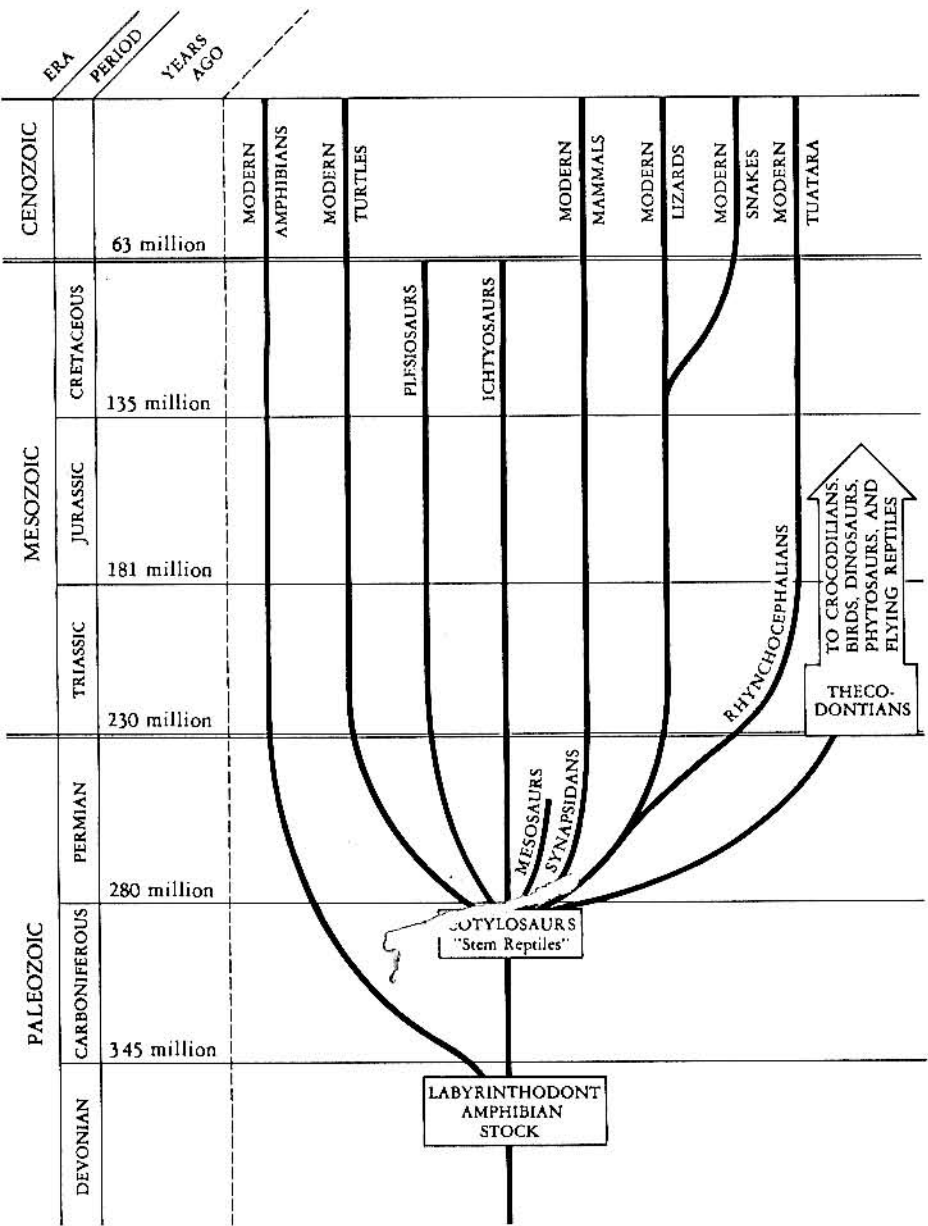 ERA
PERIOD
YEARS
AGO
CENOZOIC
MODERN
AMPHIBIANS
MODERN
TURTLES
MODERN
MAMMALS
MODERN
LIZARDS
MODERN
SNAKES
MODERN
TUATARA
63 million
MESOZOIC
CRETACEOUS
PLESIOSAURS
ICHTYOSAURS
135 million
JURASSIC
TO CROCODILIANS,
BIRDS, DINOSAURS,
PHYTOSAURS, AND
FLYING REPTILES
181 million
TRIASSIC
RHYNCHOCEPHALIANS
THECO-
DONTIANS
230 million
PALEOZOIC
PERMIAN
MESOSAURS
SYNAPSIDANS
280 million
CARBONIFEROUS
COTYLOSAURS
"Stem Reptiles"
345 million
DEVONIAN
LABYRINTHODONT
AMPHIBIAN
STOCK